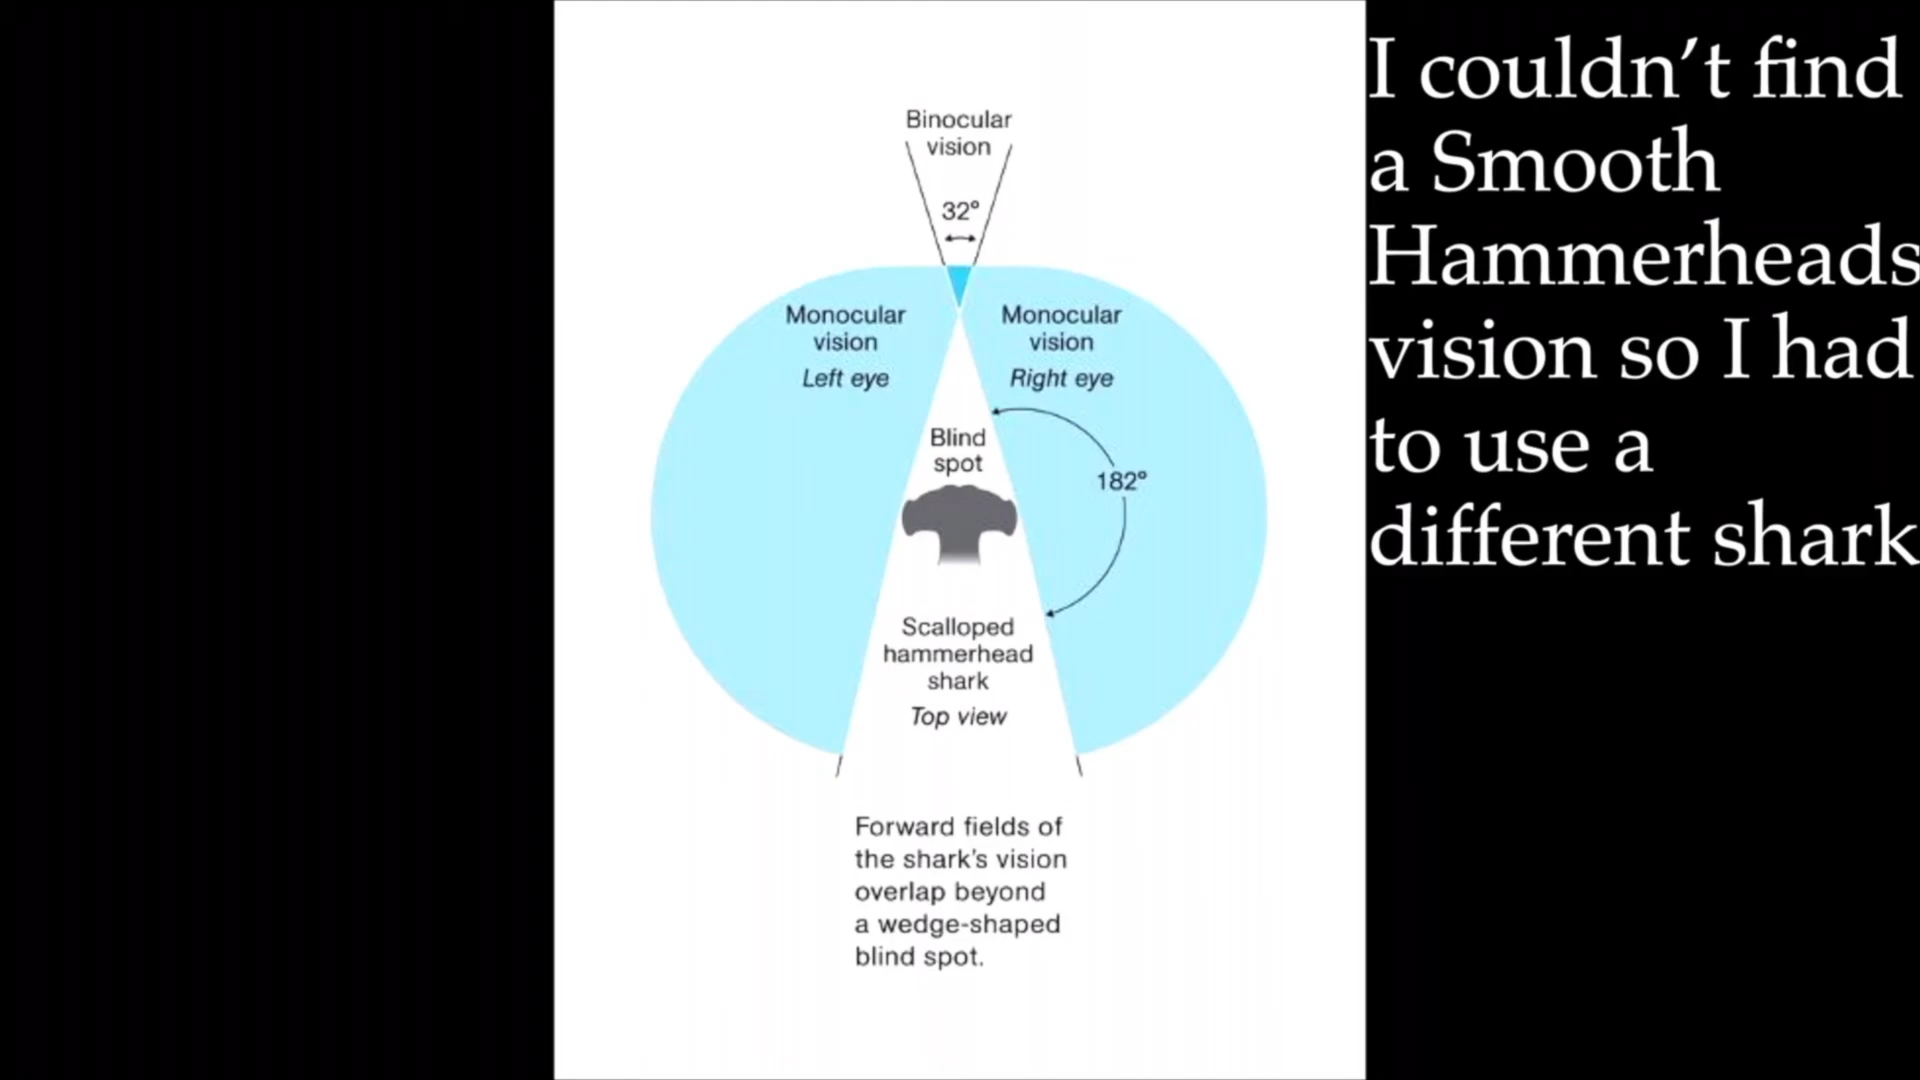 Binocular
vision
32°
Monocular
vision
Left eye
Monocular
vision
Right eye
Blind
spot
182°
Scalloped
hammerhead
shark
Top view
Forward fields of
the shark's vision
overlap beyond
a wedge-shaped
blind spot.
I couldn't find
a Smooth
Hammerheads
vision so I had
to use a
different shark